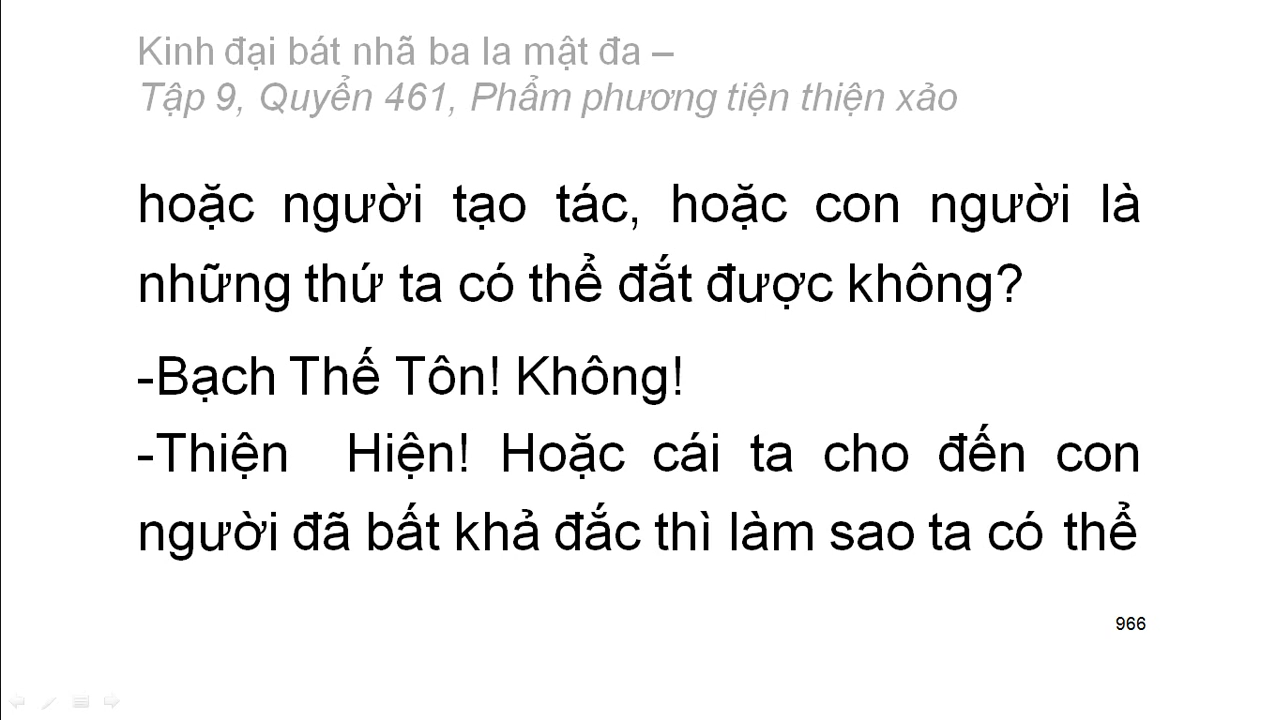 Kinh đại bát nhã ba la mật đa –
Tập 9, Quyển 461, Phẩm phương tiện thiện xảo
hoặc người tạo tác, hoặc con người là
những thứ ta có thể đắt được không?
-Bạch Thế Tôn! Không!
-Thiện Hiện! Hoặc cái ta cho đến con
người đã bất khả đắc thì làm sao ta có thể
966